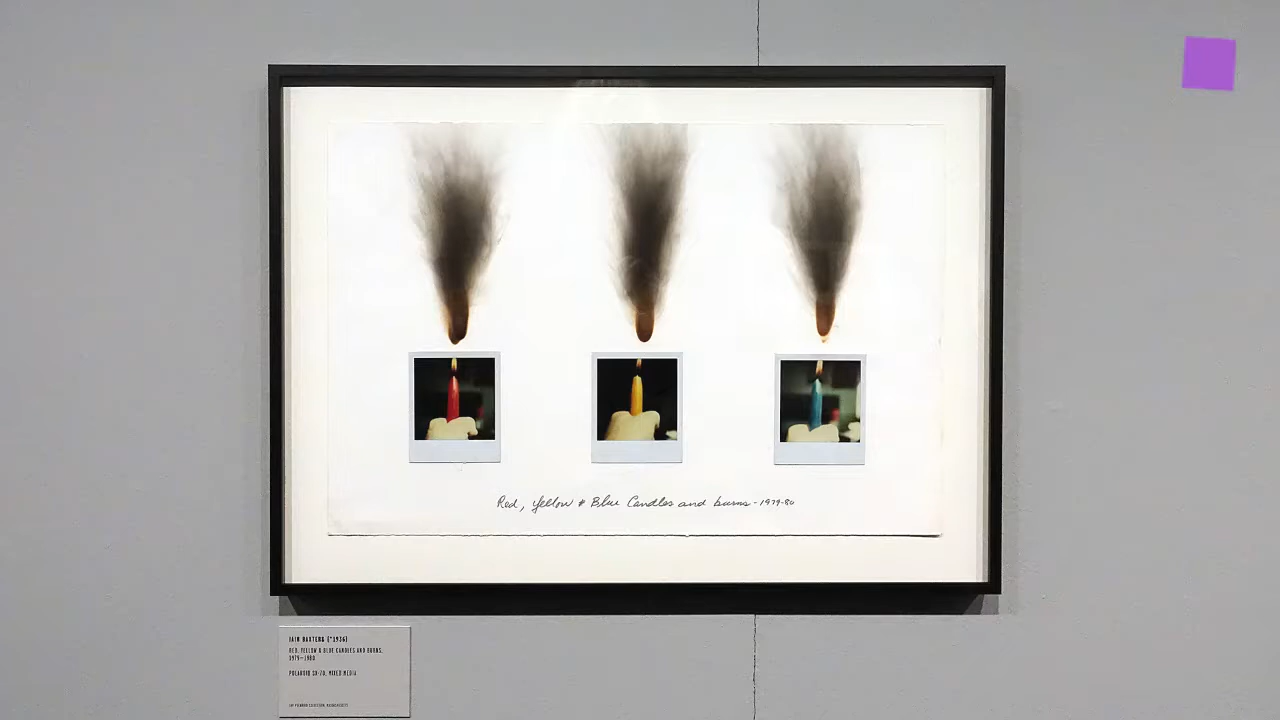 Red, Yellow & Blue Candles and burns - 1979-80
IAIN BAXTER& (*1936)
RED, YELLOW & BLUE CANDLES AND BURNS,
1979–1980
POLAROID SX-70, MIXED MEDIA